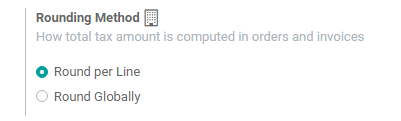 Rounding Method
How total tax amount is computed in orders and invoices
Round per Line
Round Globally